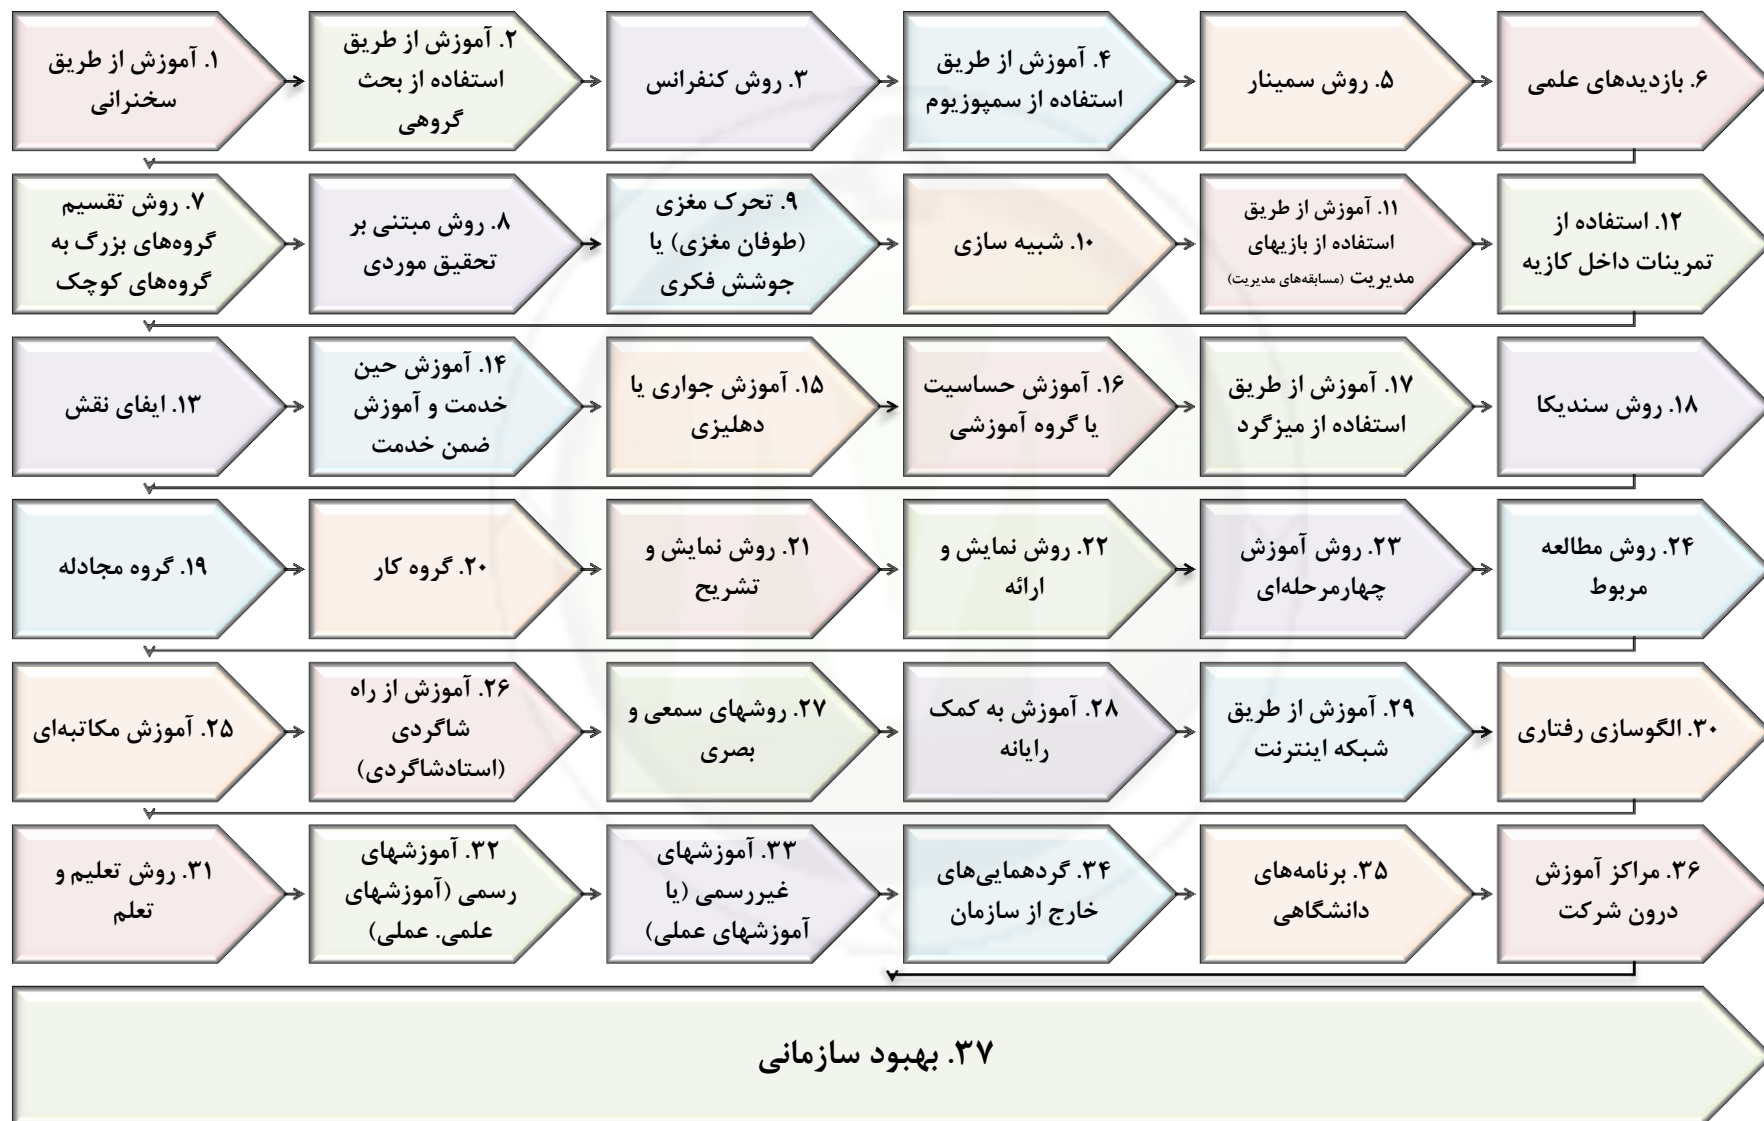 ۱. آموزش از طریق
سخنرانی
۲. آموزش از طریق
استفاده از بحث
گروهی
۳. روش کنفرانس
۴. آموزش از طریق
استفاده از سمپوزیوم
۵. روش سمینار
۶. بازدیدهای علمی
۷. روش تقسیم
گروه‌های بزرگ به
گروه‌های کوچک
۸. روش مبتنی بر
تحقیق موردی
۹. تحرک مغزی
(طوفان مغزی) یا
جوشش فکری
۱۰. شبیه سازی
۱۱. آموزش از طریق
استفاده از بازیهای
مدیریت (مسابقه‌های مدیریت)
۱۲. استفاده از
تمرینات داخل کازیه
۱۳. ایفای نقش
۱۴. آموزش حین
خدمت و آموزش
ضمن خدمت
۱۵. آموزش جواری یا
دهلیزی
۱۶. آموزش حساسیت
یا گروه آموزشی
۱۷. آموزش از طریق
استفاده از میزگرد
۱۸. روش سندیکا
۱۹. گروه مجادله
۲۰. گروه کار
۲۱. روش نمایش و
تشریح
۲۲. روش نمایش و
ارائه
۲۳. روش آموزش
چهارمرحله‌ای
۲۴. روش مطالعه
مربوط
۲۵. آموزش مکاتبه‌ای
۲۶. آموزش از راه
شاگردی
(استادشاگردی)
۲۷. روشهای سمعی و
بصری
۲۸. آموزش به کمک
رایانه
۲۹. آموزش از طریق
شبکه اینترنت
۳۰. الگوسازی رفتاری
۳۱. روش تعلیم و
تعلم
۳۲. آموزشهای
رسمی (آموزشهای
علمی. عملی)
۳۳. آموزشهای
غیررسمی (یا
آموزشهای عملی)
۳۴. گردهمایی‌های
خارج از سازمان
۳۵. برنامه‌های
دانشگاهی
۳۶. مراکز آموزش
درون شرکت
۳۷. بهبود سازمانی